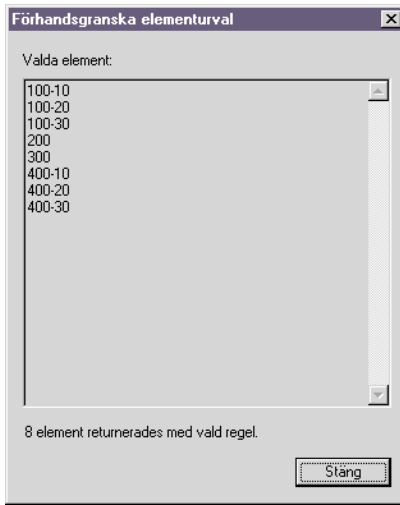 Förhandsgranska elementurval
Valda element:
100-10
100-20
100-30
200
300
400-10
400-20
400-30
8 element returnerades med vald regel.
Stäng